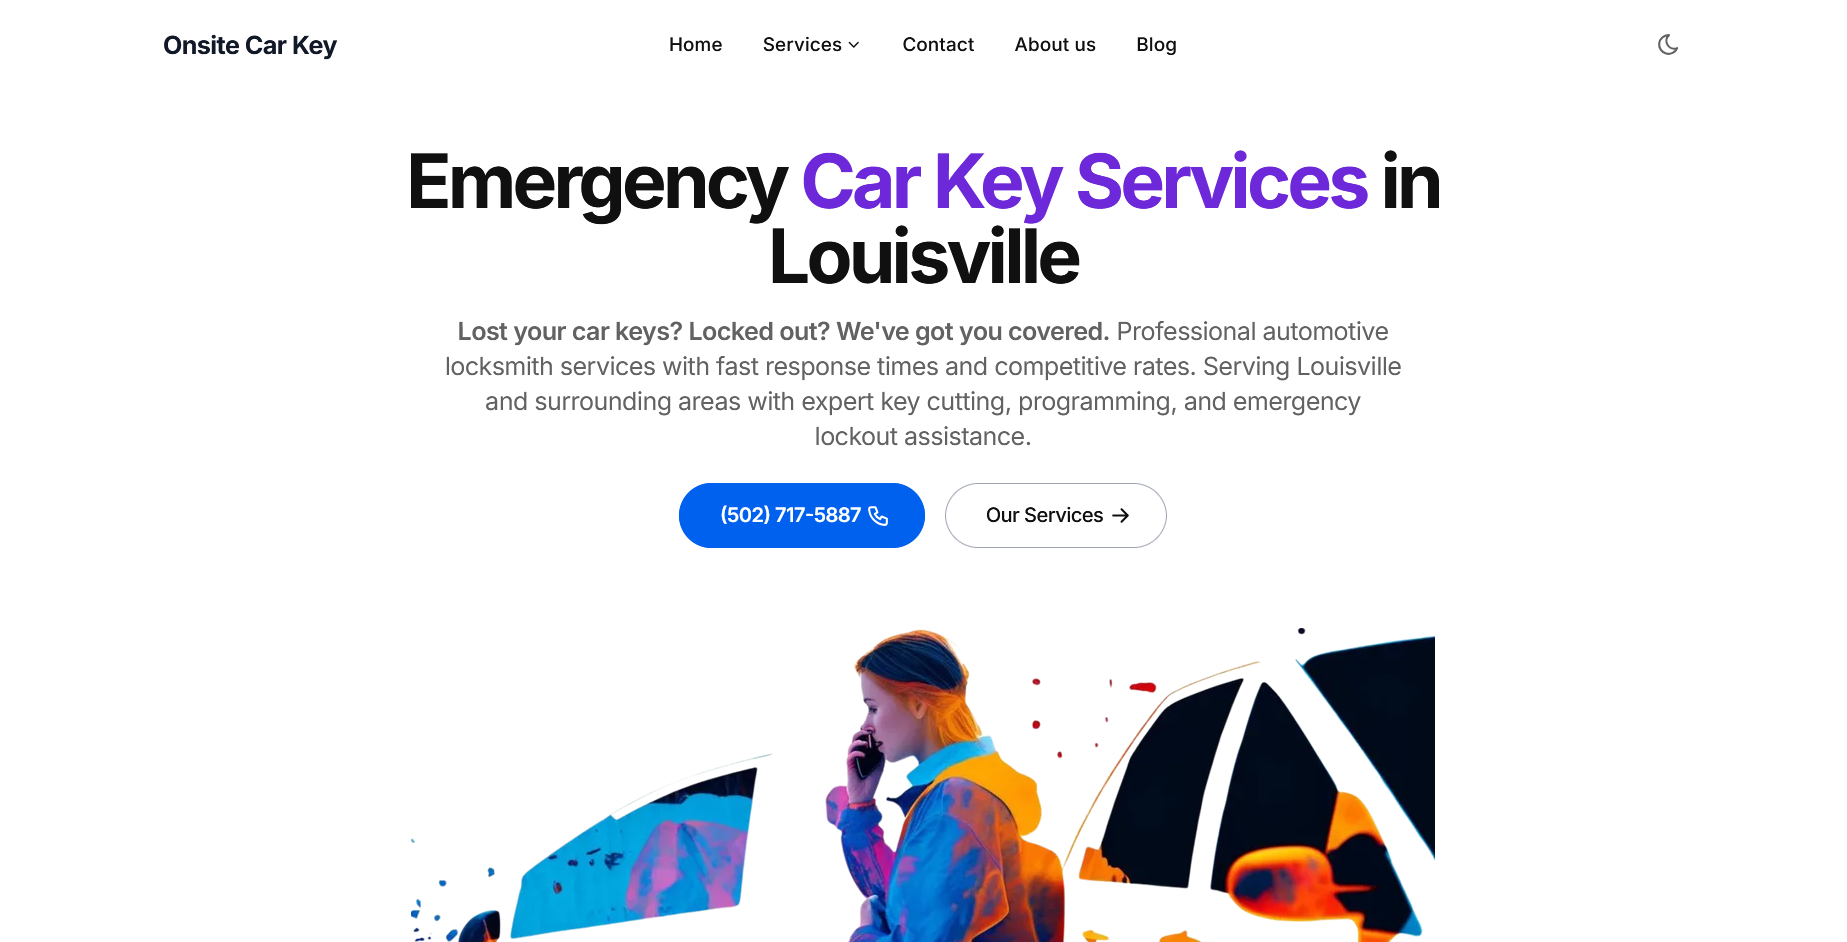 Onsite Car Key
Home Services Contact About us Blog
Emergency Car Key Services in
Louisville
Lost your car keys? Locked out? We've got you covered. Professional automotive
locksmith services with fast response times and competitive rates. Serving Louisville
and surrounding areas with expert key cutting, programming, and emergency
lockout assistance.
(502) 717-5887
Our Services